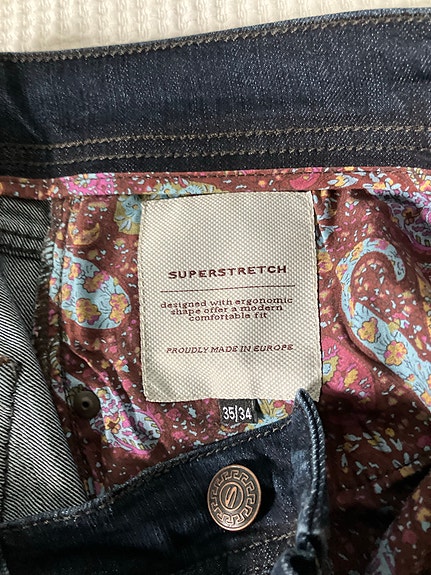 SUPERSTRETCH
designed with ergonomic
shape offer a modern
comfortable fit
PROUDLY MADE IN EUROPE
35/34